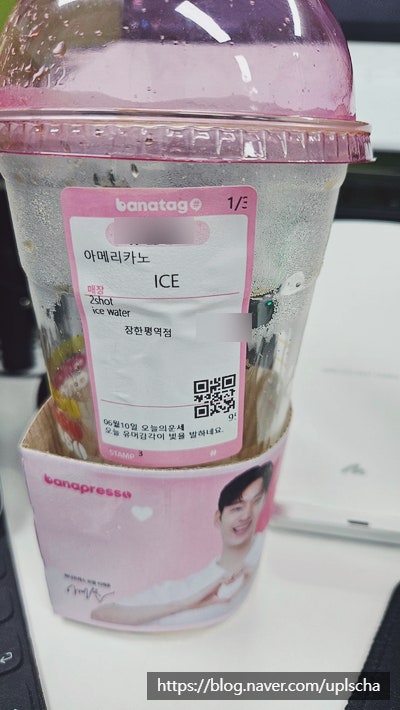 banatag
1/3
아메리카노
ICE
매장
2shot
ice water
장한평역점
06월10일 오늘의운세
오늘 유머감각이 빛을 발하네요.
STAMP 3
banapresso
https://blog.naver.com/uplscha